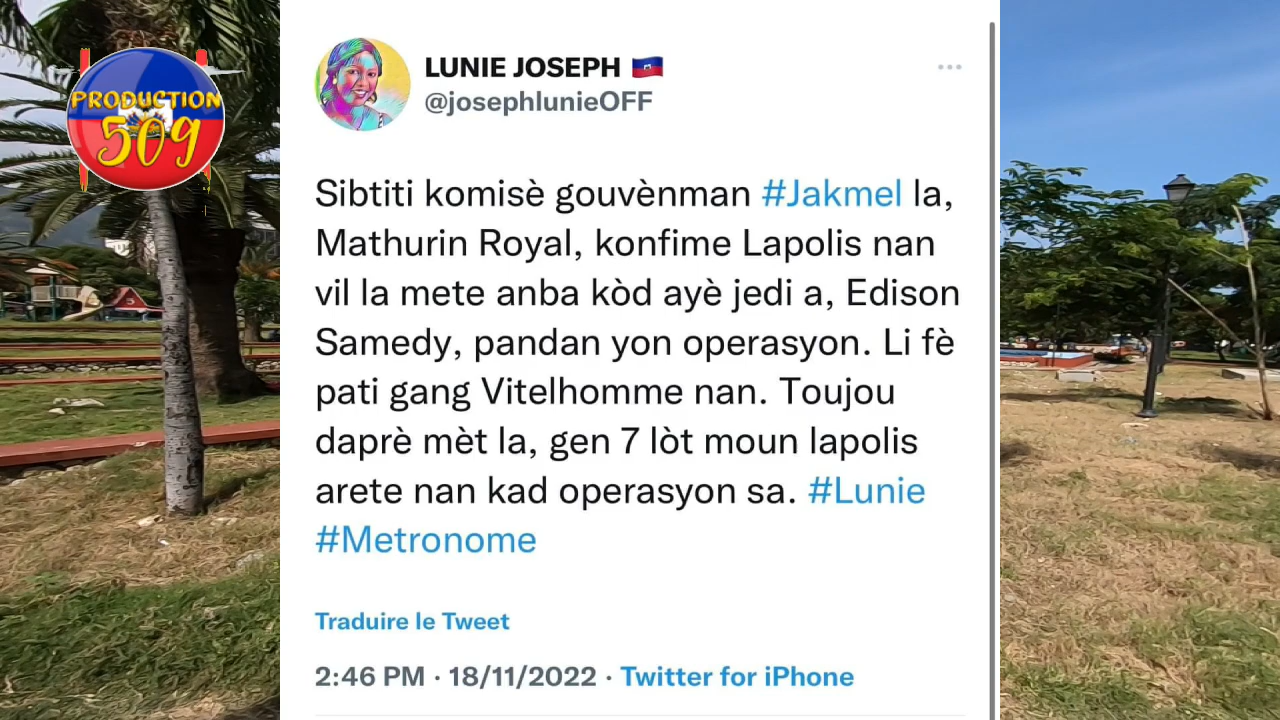 PRODUCTION
509
LUNIE JOSEPH 🇭🇹
@josephlunieOFF
Sibtiti komisè gouvènman #Jakmel la,
Mathurin Royal, konfime Lapolis nan
vil la mete anba kòd ayè jedi a, Edison
Samedy, pandan yon operasyon. Li fè
pati gang Vitelhomme nan. Toujou
daprè mèt la, gen 7 lòt moun lapolis
arete nan kad operasyon sa. #Lunie
#Metronome
Traduire le Tweet
2:46 PM · 18/11/2022 · Twitter for iPhone